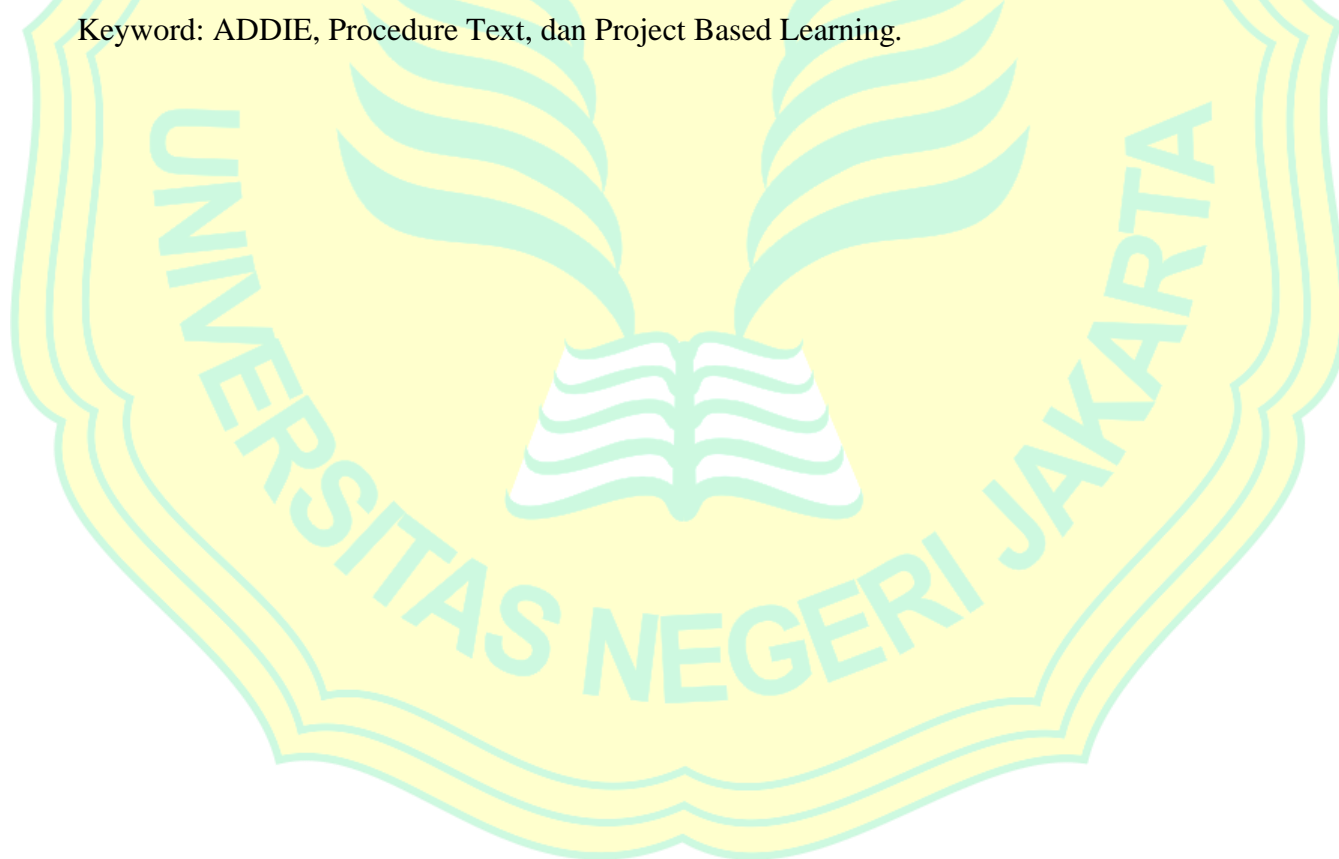 Keyword: ADDIE, Procedure Text, dan Project Based Learning.
UNIVERSITAS NEGERI JAKARTA